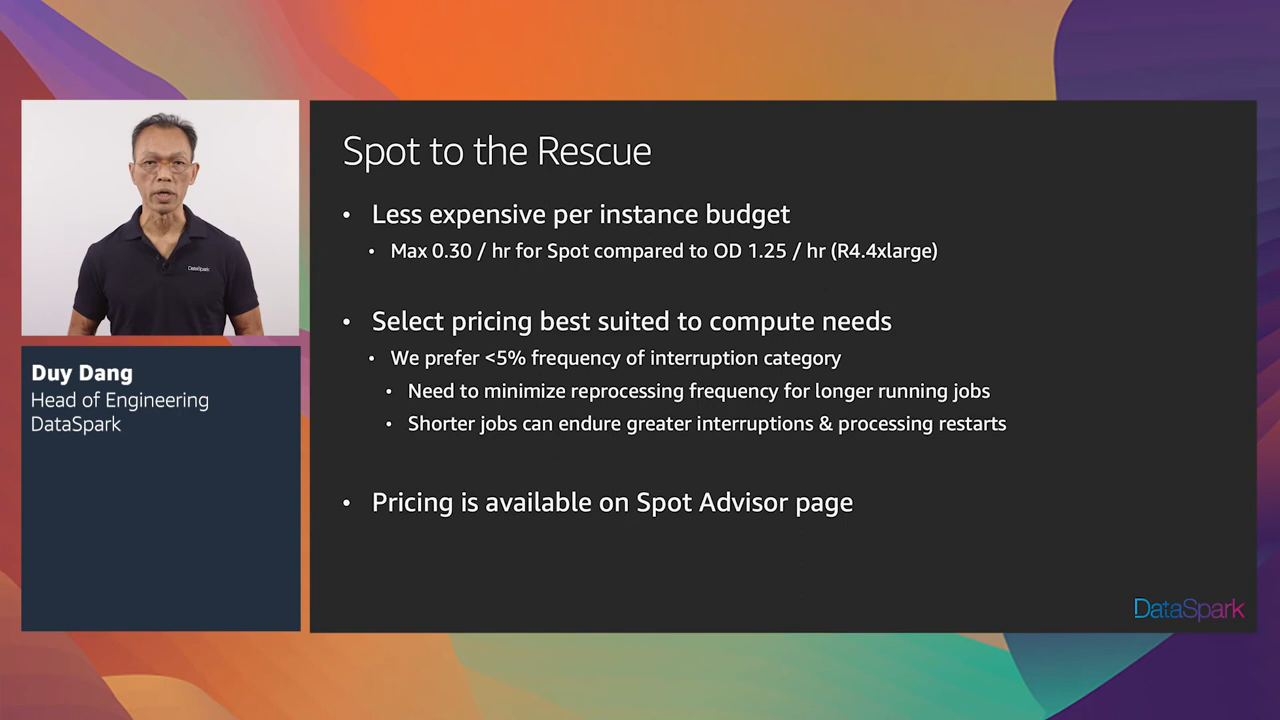 DataSpark
Duy Dang
Head of Engineering
DataSpark
Spot to the Rescue
• Less expensive per instance budget
• Max 0.30 / hr for Spot compared to OD 1.25 / hr (R4.4xlarge)
• Select pricing best suited to compute needs
• We prefer <5% frequency of interruption category
• Need to minimize reprocessing frequency for longer running jobs
• Shorter jobs can endure greater interruptions & processing restarts
• Pricing is available on Spot Advisor page
DataSpark